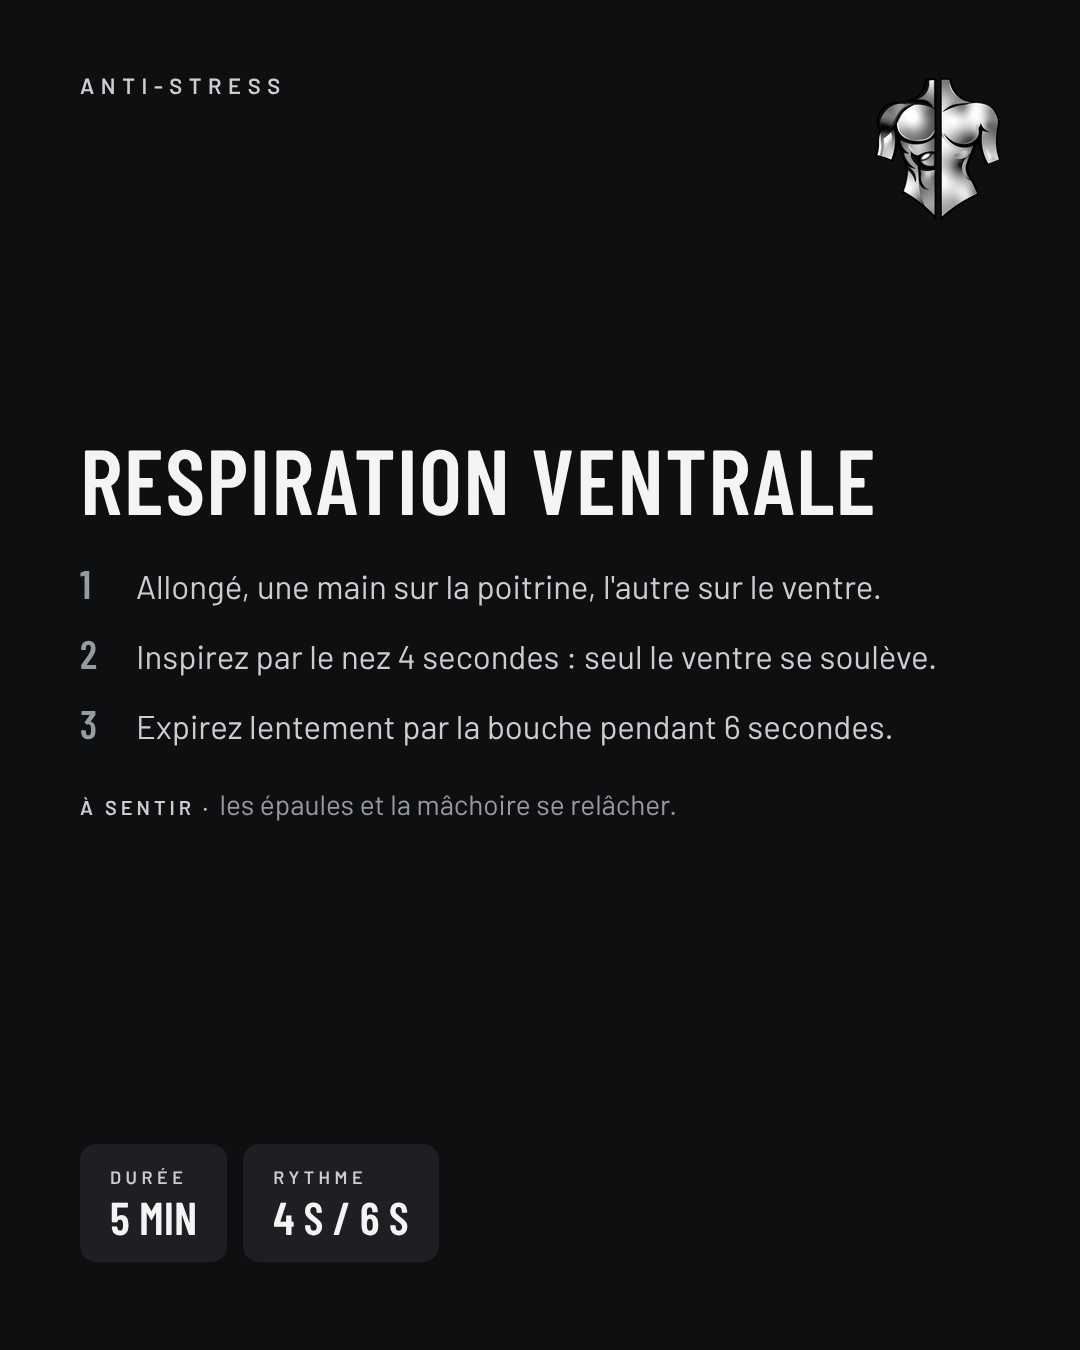 ANTI-STRESS
RESPIRATION VENTRALE
1 Allongé, une main sur la poitrine, l'autre sur le ventre.
2 Inspirez par le nez 4 secondes : seul le ventre se soulève.
3 Expirez lentement par la bouche pendant 6 secondes.
À SENTIR · les épaules et la mâchoire se relâcher.
DURÉE
5 MIN
RYTHME
4 S / 6 S